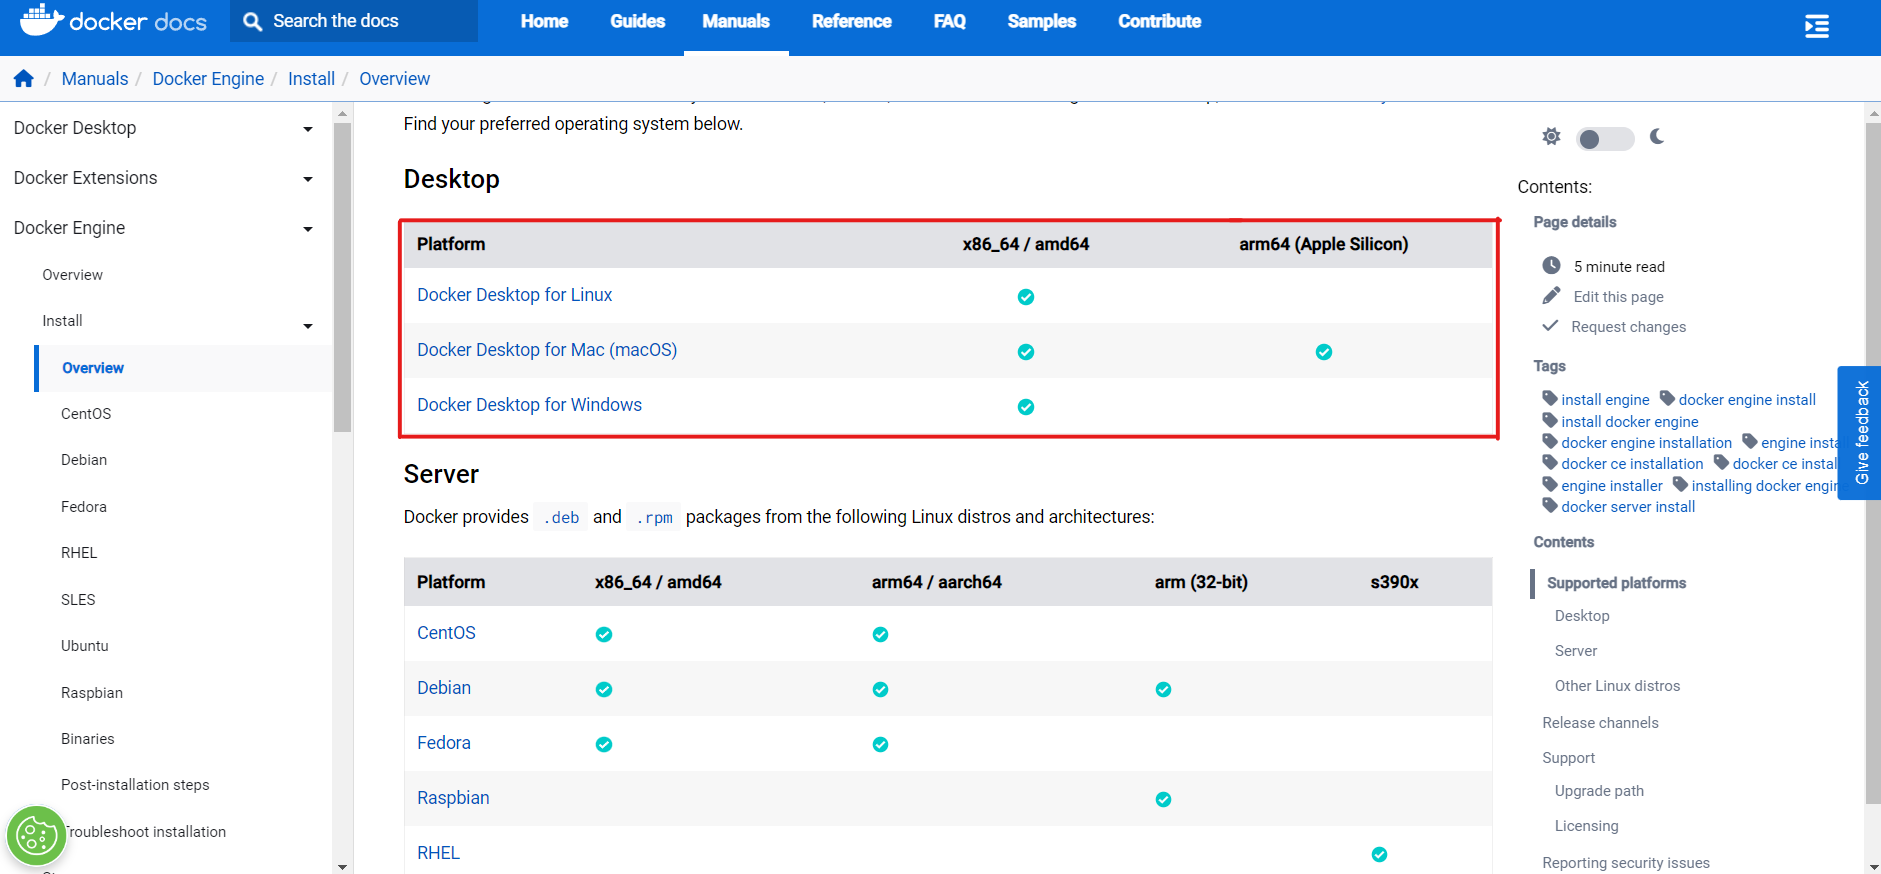 docker docs
Search the docs
Home Guides Manuals Reference FAQ Samples Contribute
/ Manuals / Docker Engine / Install / Overview
Docker Desktop
Docker Extensions
Docker Engine
Overview
Install
Overview
CentOS
Debian
Fedora
RHEL
SLES
Ubuntu
Raspbian
Binaries
Post-installation steps
Troubleshoot installation
Find your preferred operating system below.
Desktop
Platform x86_64 / amd64 arm64 (Apple Silicon)
Docker Desktop for Linux
Docker Desktop for Mac (macOS)
Docker Desktop for Windows
Server
Docker provides .deb and .rpm packages from the following Linux distros and architectures:
Platform x86_64 / amd64 arm64 / aarch64 arm (32-bit) s390x
CentOS
Debian
Fedora
Raspbian
RHEL
Contents:
Page details
5 minute read
Edit this page
Request changes
Tags
install engine docker engine install
install docker engine
docker engine installation engine insta
docker ce installation docker ce instal
engine installer installing docker engin
docker server install
Contents
Supported platforms
Desktop
Server
Other Linux distros
Release channels
Support
Upgrade path
Licensing
Reporting security issues
Give feedback